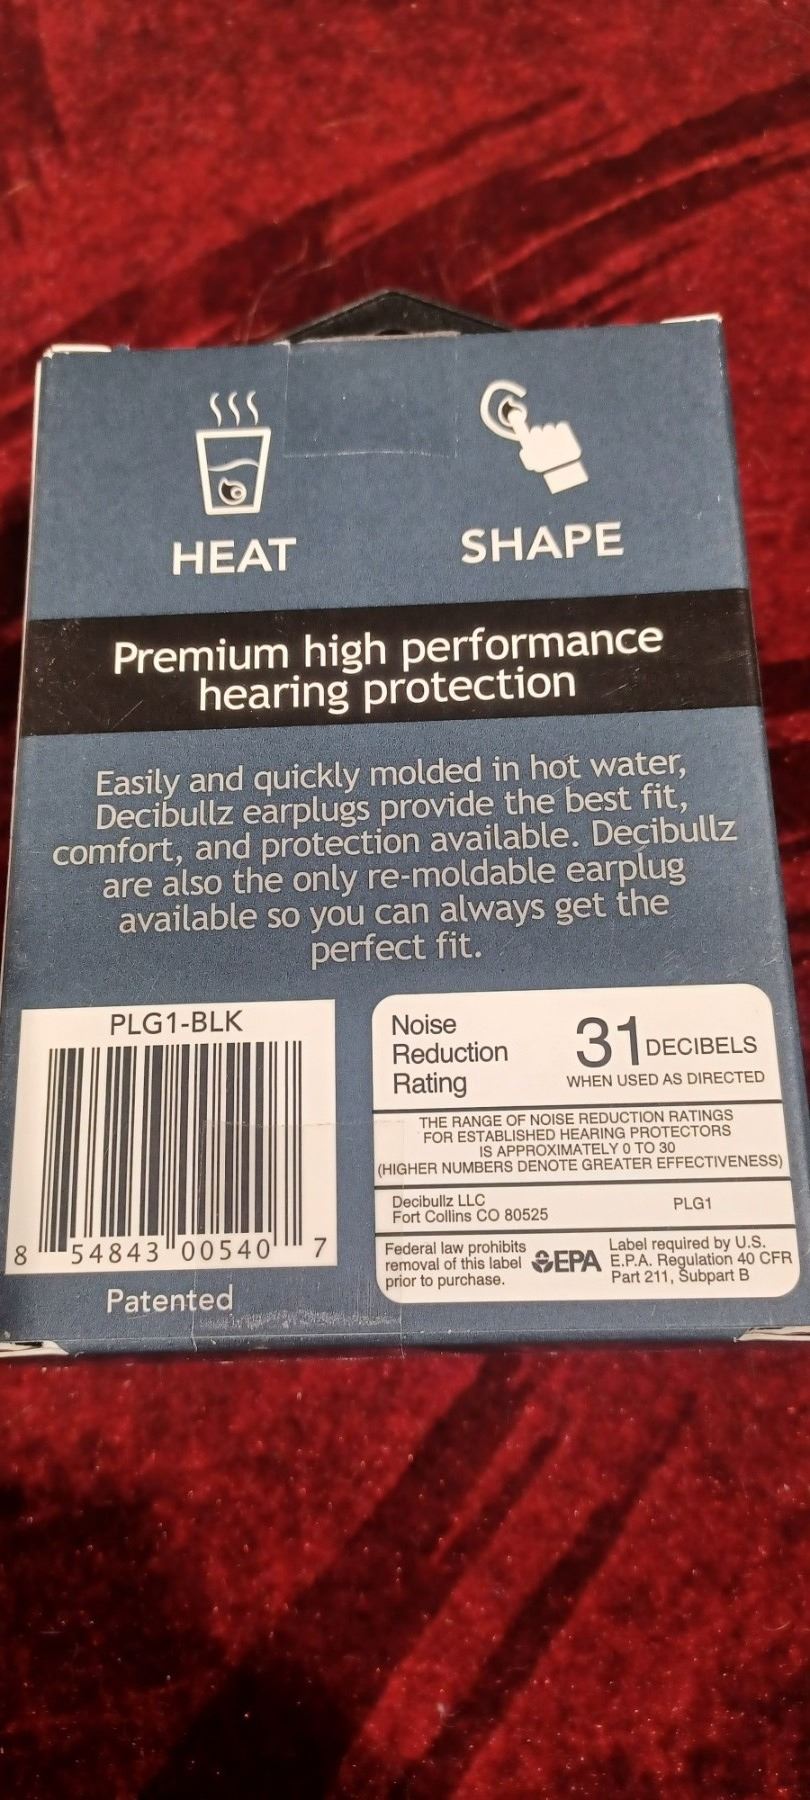 HEAT
SHAPE
Premium high performance
hearing protection
Easily and quickly molded in hot water,
Decibullz earplugs provide the best fit,
comfort, and protection available. Decibullz
are also the only re-moldable earplug
available so you can always get the
perfect fit.
PLG1-BLK
8 54843 00540 7
Patented
Noise
Reduction
Rating
31 DECIBELS
WHEN USED AS DIRECTED
THE RANGE OF NOISE REDUCTION RATINGS
FOR ESTABLISHED HEARING PROTECTORS
IS APPROXIMATELY 0 TO 30
(HIGHER NUMBERS DENOTE GREATER EFFECTIVENESS)
Decibullz LLC
Fort Collins CO 80525
PLG1
Federal law prohibits
removal of this label
prior to purchase.
EPA
Label required by U.S.
E.P.A. Regulation 40 CFR
Part 211, Subpart B